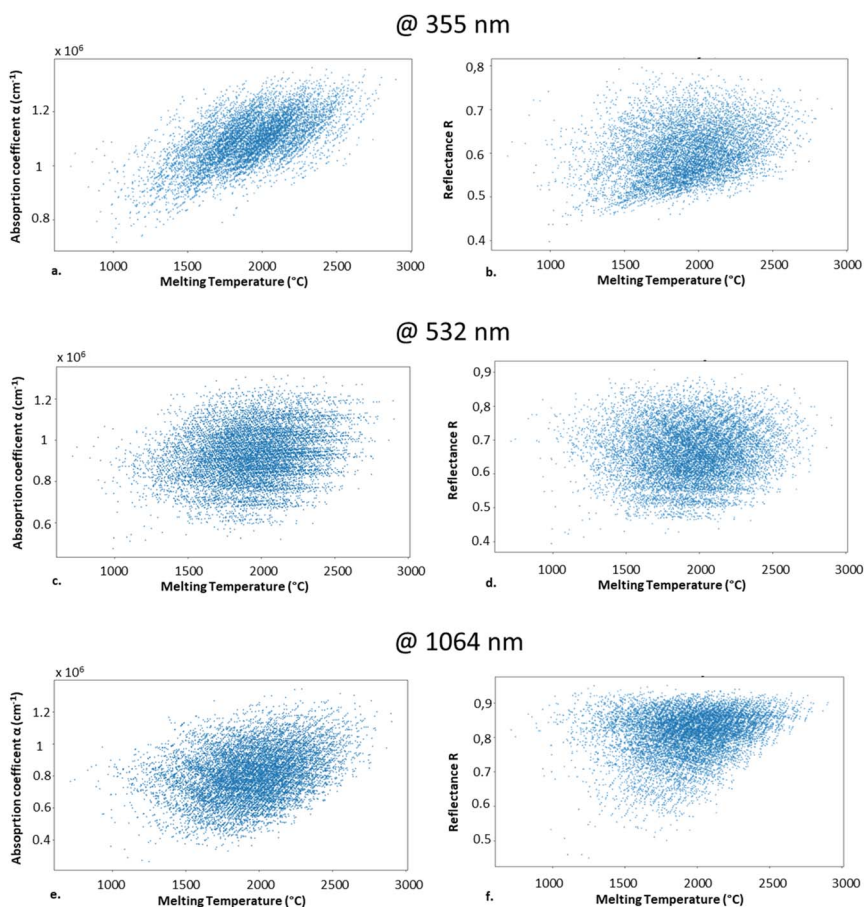 @ 355 nm
x 10⁶
Absoprtion coefficent α (cm⁻¹)
1.2
1
0.8
1000 1500 2000 2500 3000
a.
Melting Temperature (°C)
Reflectance R
0,8
0.7
0.6
0.5
0.4
1000 1500 2000 2500 3000
b.
Melting Temperature (°C)
@ 532 nm
x 10⁶
Absoprtion coefficent α (cm⁻¹)
1.2
1
0.8
0.6
1000 1500 2000 2500 3000
c.
Melting Temperature (°C)
Reflectance R
0,9
0,8
0.7
0.6
0.5
0.4
1000 1500 2000 2500 3000
d.
Melting Temperature (°C)
@ 1064 nm
x 10⁶
Absoprtion coefficent α (cm⁻¹)
1.2
1
0.8
0.6
0.4
1000 1500 2000 2500 3000
e.
Melting Temperature (°C)
Reflectance R
0,9
0.8
0.7
0.6
0.5
1000 1500 2000 2500 3000
f.
Melting Temperature (°C)